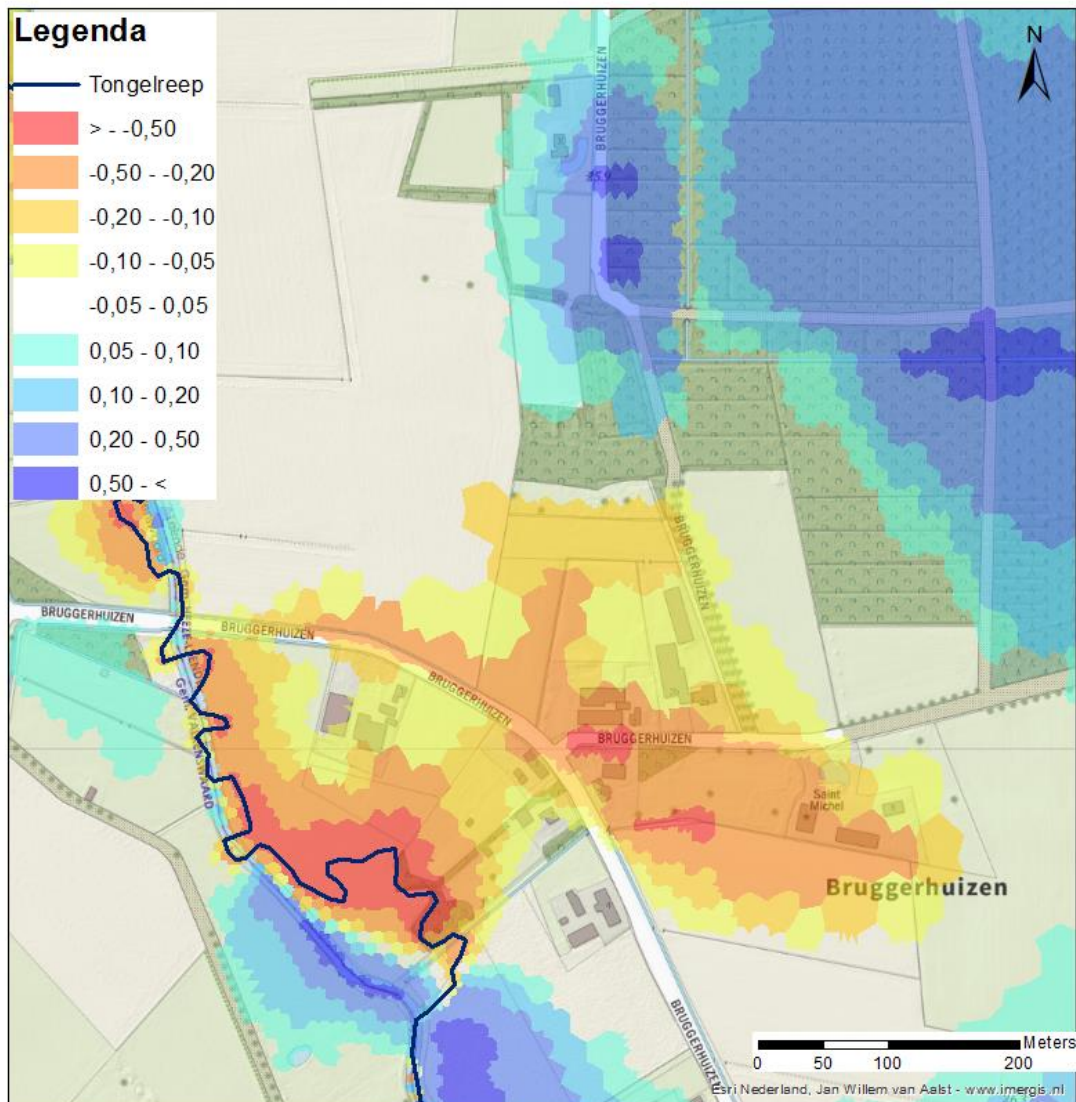 Legenda
Tongelreep
> - -0,50
-0,50 - -0,20
-0,20 - -0,10
-0,10 - -0,05
-0,05 - 0,05
0,05 - 0,10
0,10 - 0,20
0,20 - 0,50
0,50 - <
N
BRUGGERHUIZEN
BRUGGERHUIZEN
BRUGGERHUIZEN
BRUGGERHUIZEN
BRUGGERHUIZEN
BRUGGERHUIZEN
VALKENSWAARD
Saint
Michel
Bruggerhuizen
BRUGGERHUIZEN
Meters
0 50 100 200
Esri Nederland, Jan Willem van Aalst - www.imergis.nl